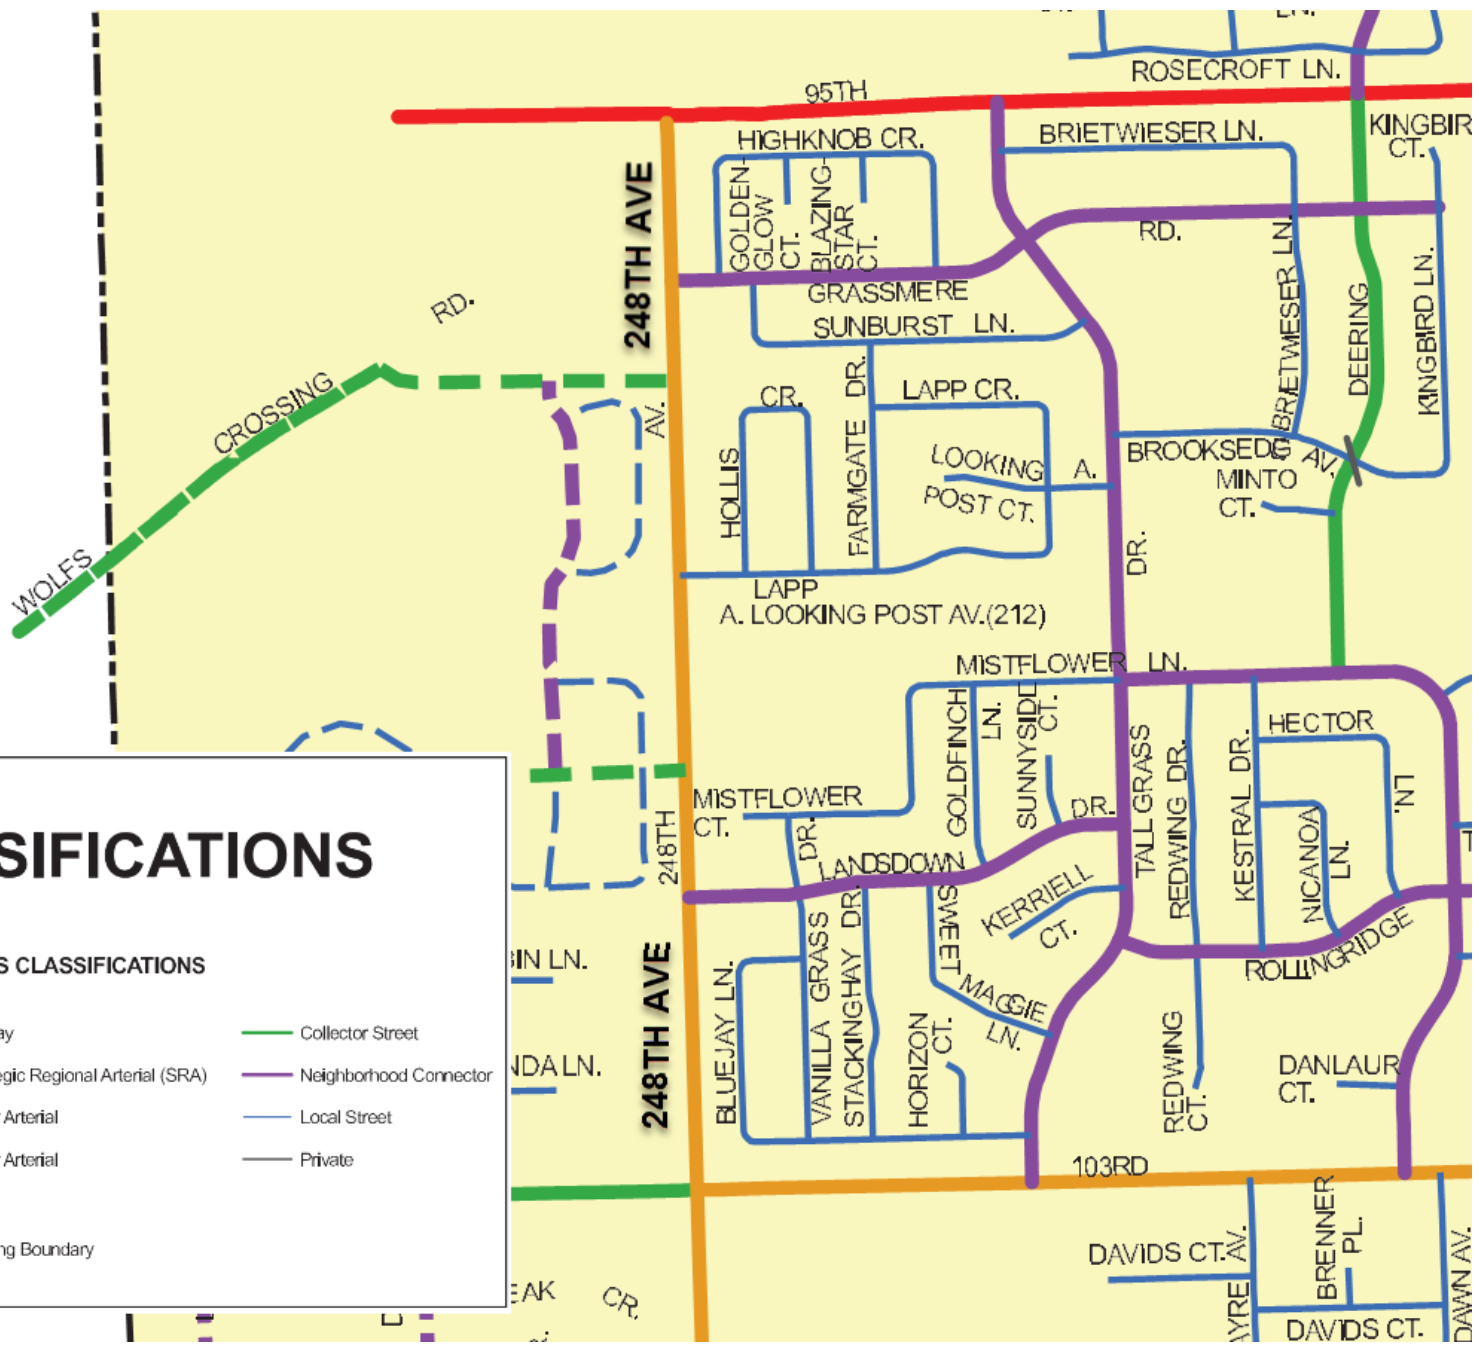 LN.
ROSECROFT LN.
95TH
KINGBIR
CT.
HIGHKNOB CR.
BRIETWIESER LN.
248TH AVE
GOLDEN-
GLOW
CT.
BLAZING-
STAR
CT.
RD.
GRASSMERE
BRIETWIESER LN.
DEERING
KINGBIRD LN.
RD.
SUNBURST LN.
CROSSING
WOLFS
AV.
CR.
HOLLIS
FARMGATE DR.
LAPP CR.
LOOKING
POST CT.
A.
BROOKSEDG AV.
MINTO
CT.
DR.
LAPP
A. LOOKING POST AV.(212)
MISTFLOWER LN.
GOLDFINCH
LN.
SUNNYSIDE
CT.
HECTOR
LN.
MISTFLOWER
CT.
DR.
DR.
TALLGRASS
REDWING DR.
KESTRAL DR.
NICANOA
LN.
248TH
LANDSDOWN
KERRIELL
CT.
SWEET
MAGGIE
LN.
ROLLINGRIDGE
SIFICATIONS
S CLASSIFICATIONS
ay
Collector Street
egic Regional Arterial (SRA)
Neighborhood Connector
Arterial
Local Street
Arterial
Private
ng Boundary
BIN LN.
NDA LN.
248TH AVE
BLUEJAY LN.
VANILLA GRASS
STACKINGHAY DR.
HORIZON
CT.
REDWING
CT.
DANLAUR
CT.
103RD
EAK
CR.
DAVIDS CT.
AYRE AV.
BRENNER
PL.
DAVIDS CT.
DAWN AV.